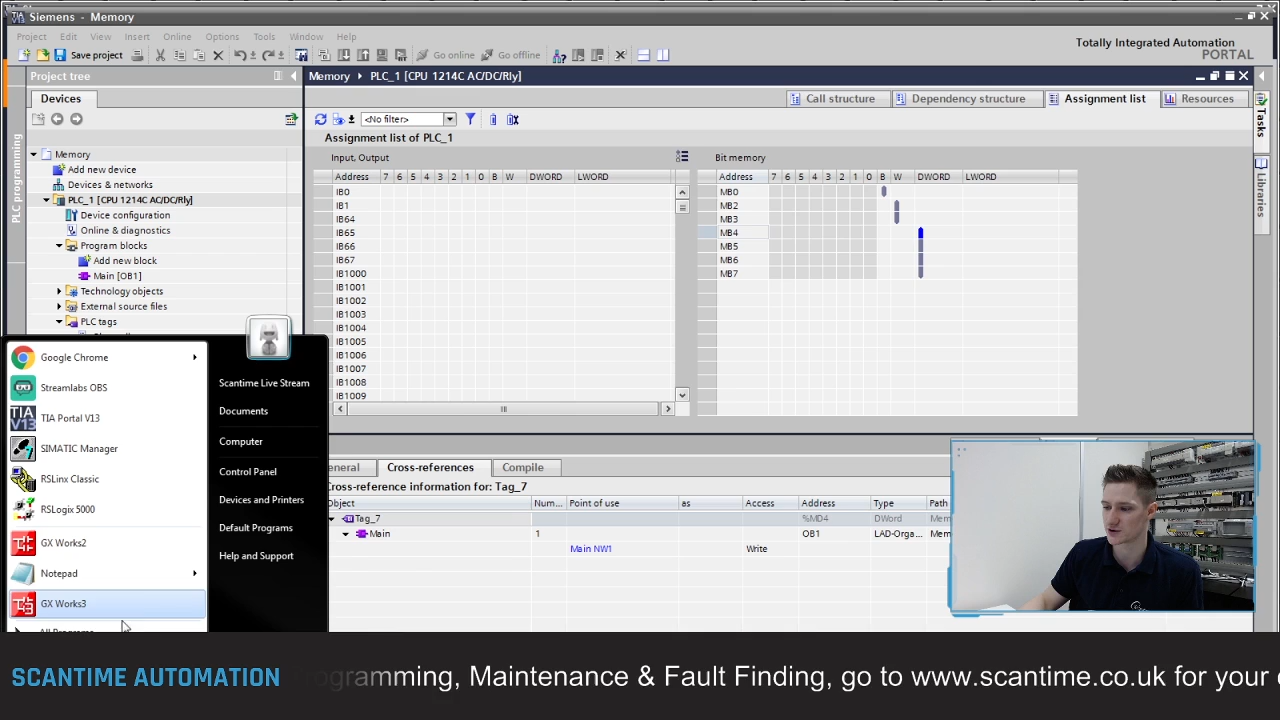 Siemens - Memory
Project Edit View Insert Online Options Tools Window Help
Totally Integrated Automation
PORTAL
Save project
Go online
Go offline
Project tree
Memory ▸ PLC_1 [CPU 1214C AC/DC/Rly]
Devices
Call structure
Dependency structure
Assignment list
Resources
Tasks
Libraries
PLC programming
<No filter>
Assignment list of PLC_1
Memory
Add new device
Devices & networks
PLC_1 [CPU 1214C AC/DC/Rly]
Device configuration
Online & diagnostics
Program blocks
Add new block
Main [OB1]
Technology objects
External source files
PLC tags
Input, Output
Address 7 6 5 4 3 2 1 0 B W DWORD LWORD
IB0
IB1
IB64
IB65
IB66
IB67
IB1000
IB1001
IB1002
IB1003
IB1004
IB1005
IB1006
IB1007
IB1008
IB1009
Bit memory
Address 7 6 5 4 3 2 1 0 B W DWORD LWORD
MB0
MB2
MB3
MB4
MB5
MB6
MB7
Google Chrome
Streamlabs OBS
TIA Portal V13
SIMATIC Manager
RSLinx Classic
RSLogix 5000
GX Works2
Notepad
GX Works3
Scantime Live Stream
Documents
Computer
Control Panel
Devices and Printers
Default Programs
Help and Support
Cross-references
Compile
Cross-reference information for: Tag_7
Object Num... Point of use as Access Address Type Path
Tag_7 %MD4 DWord Mem
Main 1 OB1 LAD-Orga... Mem
Main NW1 Write
SCANTIME AUTOMATION
rogramming, Maintenance & Fault Finding, go to www.scantime.co.uk for your